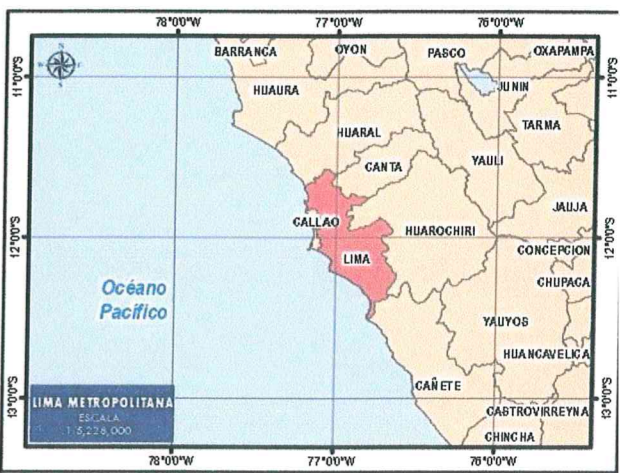 78°0'0"W 77°0'0"W 76°0'0"W
N
BARRANCA OYON PASCO OXAPAMPA
11°0'0"S 11°0'0"S
HUAURA JUNIN
HUARAL TARMA
CANTA YAULI
JAUJA
CALLAO HUAROCHIRI
12°0'0"S 12°0'0"S
LIMA CONCEPCION
CHUPACA
Océano
Pacífico
YAUYOS
HUANCAVELICA
CAÑETE
LIMA METROPOLITANA
ESCALA
1:5,226,000
13°0'0"S 13°0'0"S
CASTROVIRREYNA
CHINCHA
78°0'0"W 77°0'0"W 76°0'0"W